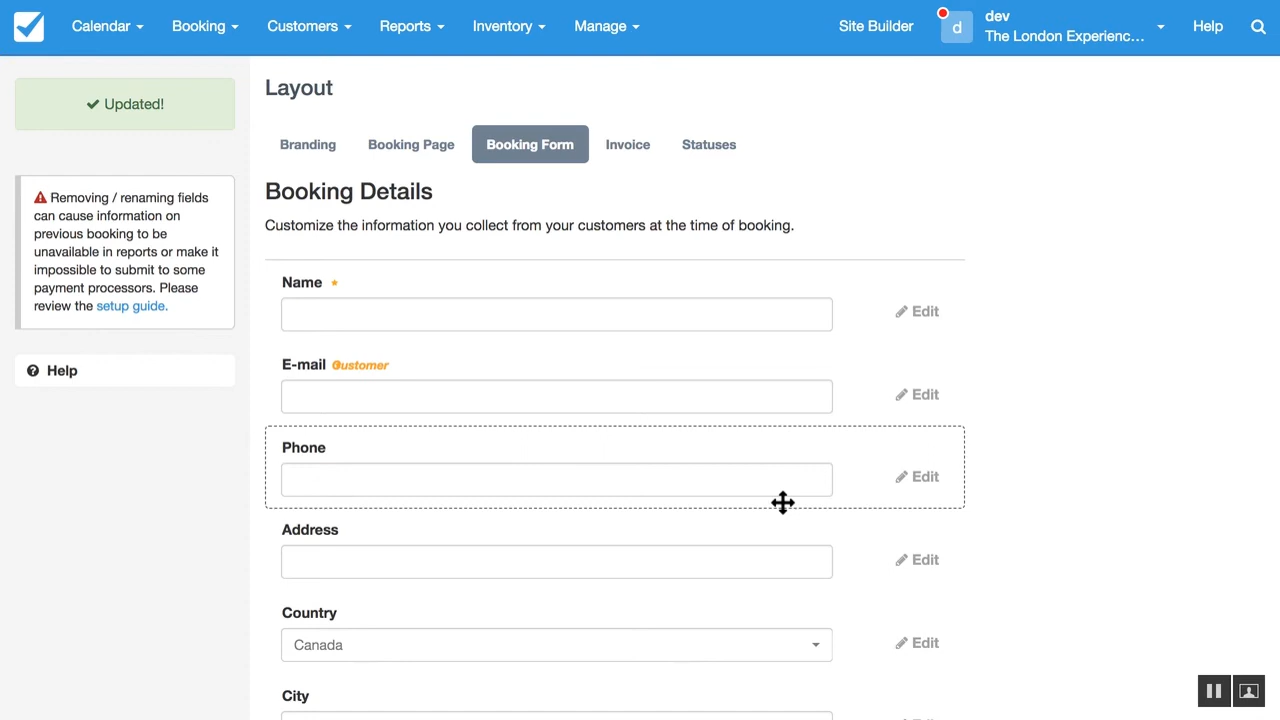 Calendar
Booking
Customers
Reports
Inventory
Manage
Site Builder
d
dev
The London Experienc...
Help
Updated!
Removing / renaming fields
can cause information on
previous booking to be
unavailable in reports or make it
impossible to submit to some
payment processors. Please
review the setup guide.
Help
Layout
Branding
Booking Page
Booking Form
Invoice
Statuses
Booking Details
Customize the information you collect from your customers at the time of booking.
Name
Edit
E-mail Customer
Edit
Phone
Edit
Address
Edit
Country
Canada
Edit
City